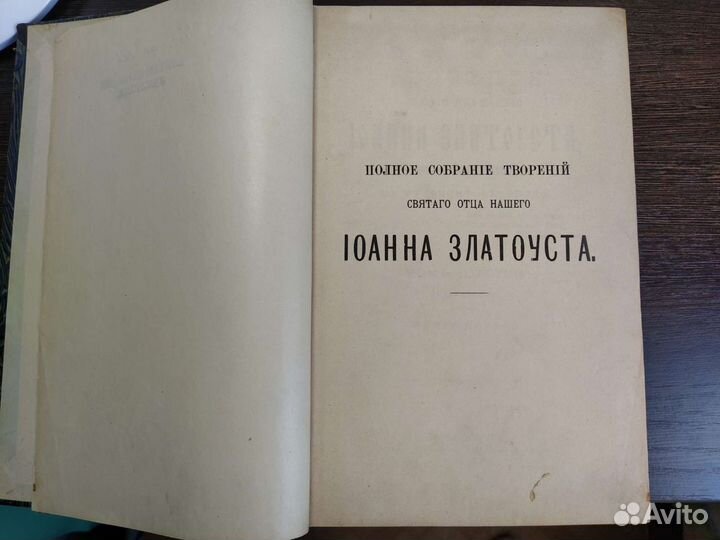 ПОЛНОЕ СОБРАНІЕ ТВОРЕНІЙ
СВЯТАГО ОТЦА НАШЕГО
ІОАННА ЗЛАТОУСТА.
Avito